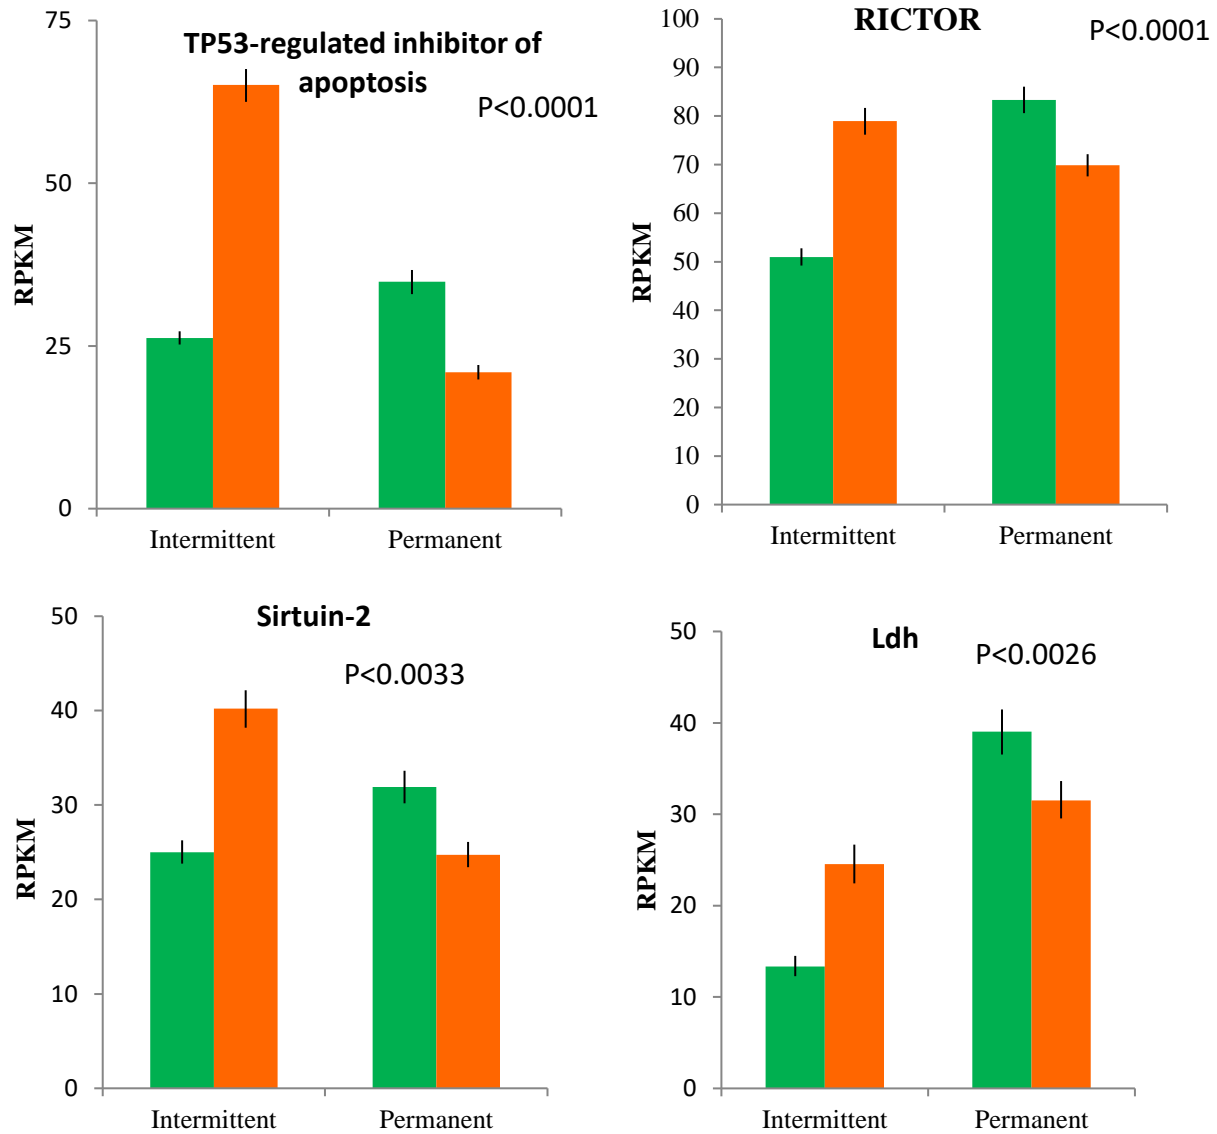 TP53-regulated inhibitor of
apoptosis
P<0.0001
RPKM
75
50
25
0
Intermittent
Permanent
RICTOR
P<0.0001
RPKM
100
90
80
70
60
50
40
30
20
10
0
Intermittent
Permanent
Sirtuin-2
P<0.0033
RPKM
50
40
30
20
10
0
Intermittent
Permanent
Ldh
P<0.0026
RPKM
50
40
30
20
10
0
Intermittent
Permanent